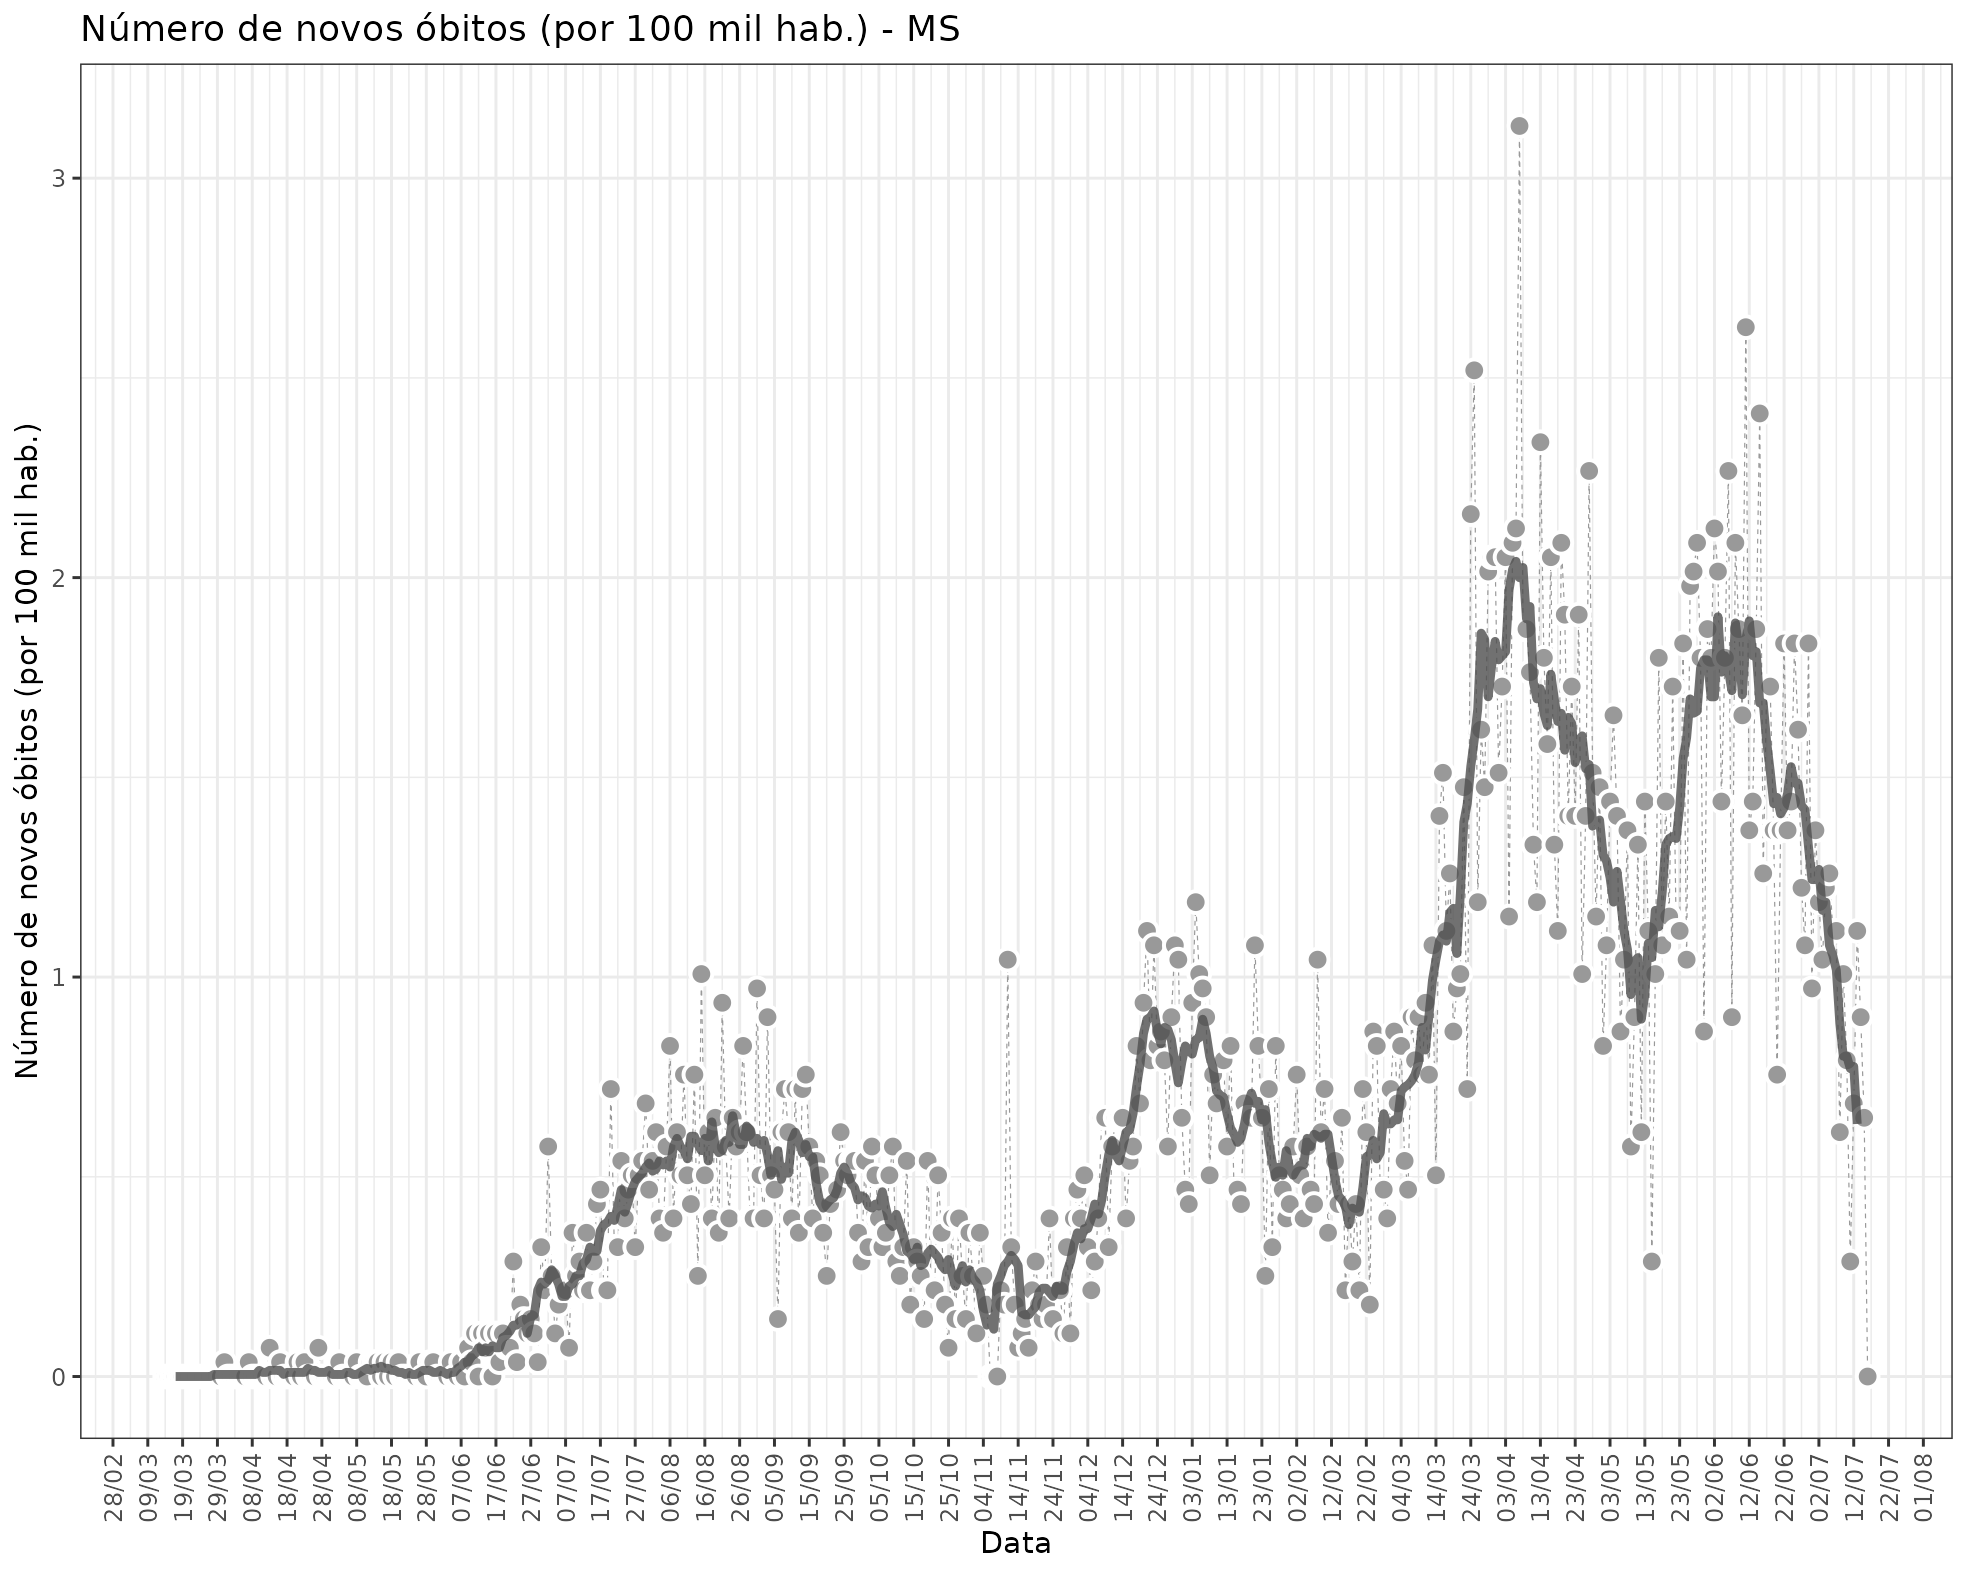 Número de novos óbitos (por 100 mil hab.) - MS
Número de novos óbitos (por 100 mil hab.)
3
2
1
0
28/02 09/03 19/03 29/03 08/04 18/04 28/04 08/05 18/05 28/05 07/06 17/06 27/06 07/07 17/07 27/07 06/08 16/08 26/08 05/09 15/09 25/09 05/10 15/10 25/10 04/11 14/11 24/11 04/12 14/12 24/12 03/01 13/01 23/01 02/02 12/02 22/02 04/03 14/03 24/03 03/04 13/04 23/04 03/05 13/05 23/05 02/06 12/06 22/06 02/07 12/07 22/07 01/08
Data